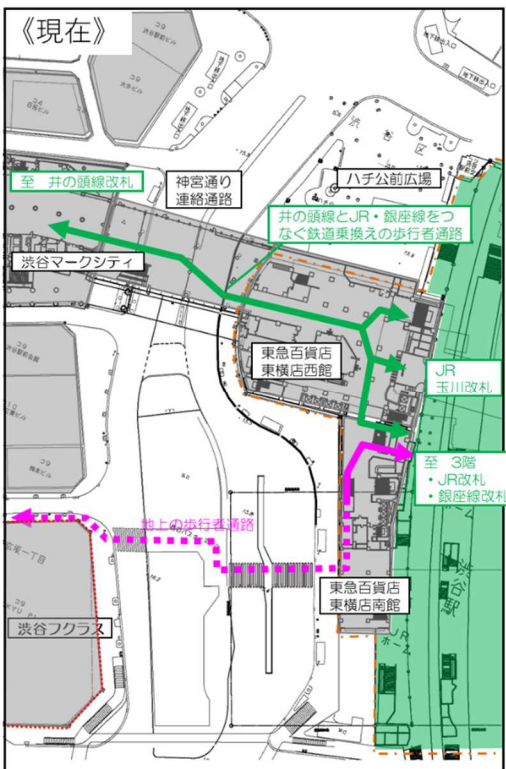 《現在》
至 井の頭線改札
神宮通り
連絡通路
ハチ公前広場
井の頭線とJR・銀座線をつ
なぐ鉄道乗換えの歩行者通路
渋谷マークシティ
東急百貨店
東横店西館
JR
玉川改札
至 3階
・JR改札
・銀座線改札
地上の歩行者通路
東急百貨店
東横店南館
渋谷フクラス
渋谷駅
JR
ホーム